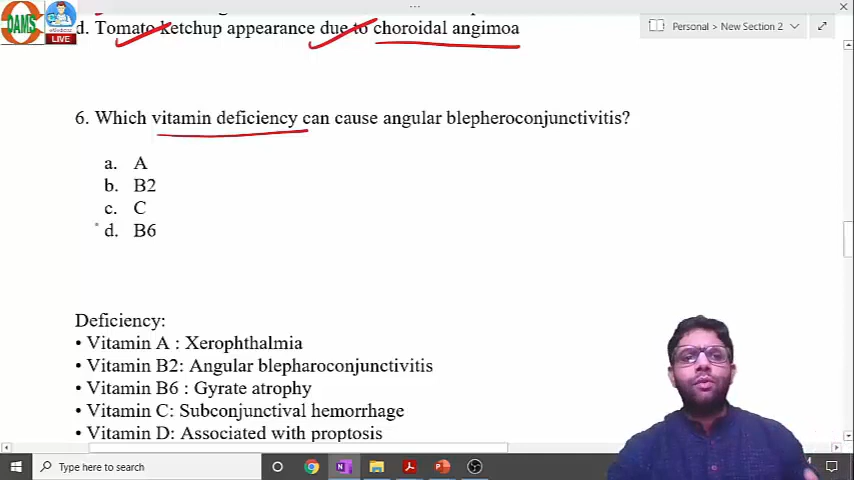 DAMS
eMedicoz
LIVE
d. Tomato ketchup appearance due to choroidal angimoa
Personal > New Section 2
6. Which vitamin deficiency can cause angular blepheroconjunctivitis?
a. A
b. B2
c. C
d. B6
Deficiency:
• Vitamin A : Xerophthalmia
• Vitamin B2: Angular blepharoconjunctivitis
• Vitamin B6 : Gyrate atrophy
• Vitamin C: Subconjunctival hemorrhage
• Vitamin D: Associated with proptosis
Type here to search